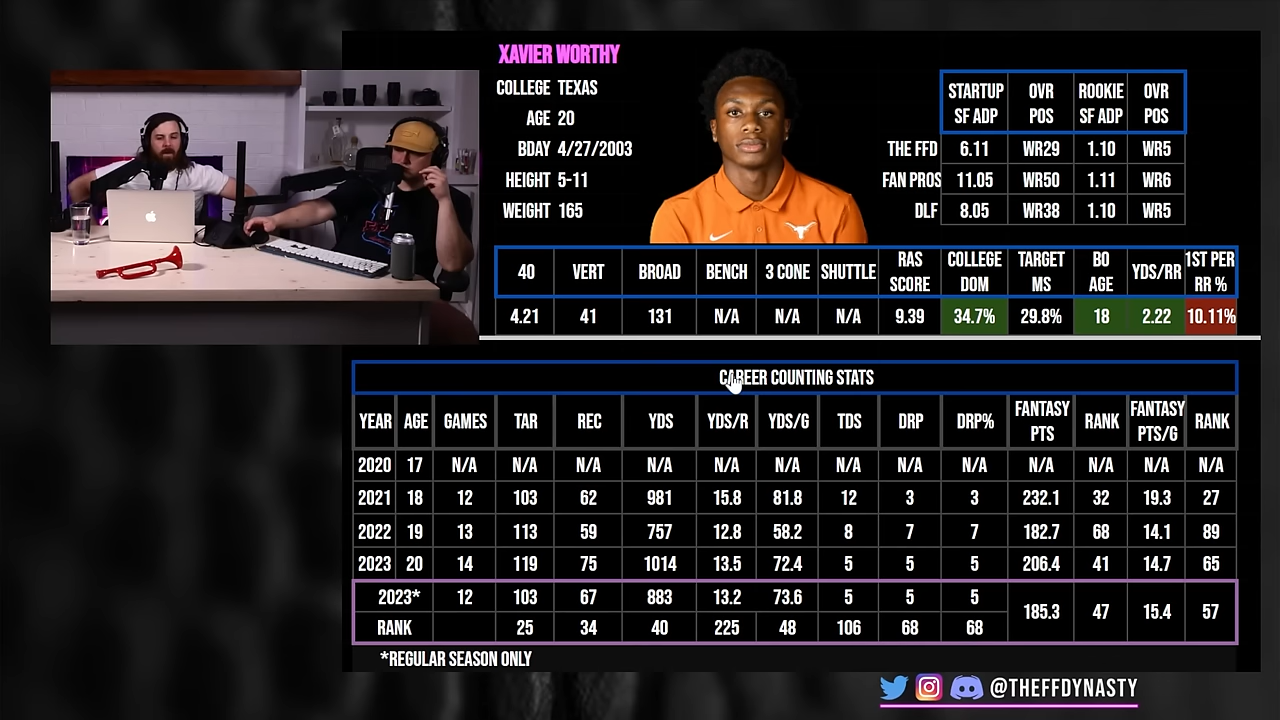 XAVIER WORTHY
COLLEGE TEXAS
AGE 20
BDAY 4/27/2003
HEIGHT 5-11
WEIGHT 165
STARTUP SF ADP OVR POS ROOKIE SF ADP OVR POS
THE FFD 6.11 WR29 1.10 WR5
FAN PROS 11.05 WR50 1.11 WR6
DLF 8.05 WR38 1.10 WR5
40 VERT BROAD BENCH 3 CONE SHUTTLE RAS SCORE COLLEGE DOM TARGET MS BO AGE YDS/RR 1ST PER RR %
4.21 41 131 N/A N/A N/A 9.39 34.7% 29.8% 18 2.22 10.11%
CAREER COUNTING STATS
YEAR AGE GAMES TAR REC YDS YDS/R YDS/G TDS DRP DRP% FANTASY PTS RANK FANTASY PTS/G RANK
2020 17 N/A N/A N/A N/A N/A N/A N/A N/A N/A N/A N/A N/A N/A
2021 18 12 103 62 981 15.8 81.8 12 3 3 232.1 32 19.3 27
2022 19 13 113 59 757 12.8 58.2 8 7 7 182.7 68 14.1 89
2023 20 14 119 75 1014 13.5 72.4 5 5 5 206.4 41 14.7 65
2023* 12 103 67 883 13.2 73.6 5 5 5 185.3 47 15.4 57
RANK 25 34 40 225 48 106 68 68
*REGULAR SEASON ONLY
@THEFFDYNASTY